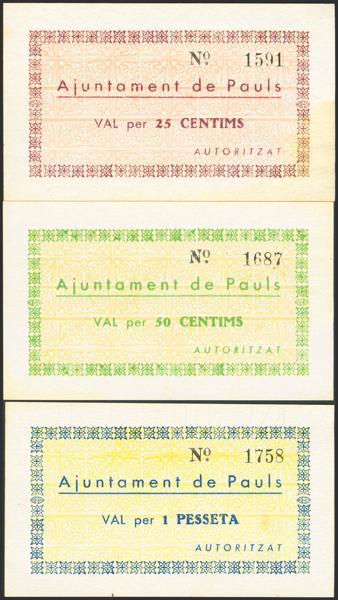 Nº 1591
Ajuntament de Pauls
VAL per 25 CENTIMS
AUTORITZAT
Nº 1687
Ajuntament de Pauls
VAL per 50 CENTIMS
AUTORITZAT
Nº 1758
Ajuntament de Pauls
VAL per 1 PESSETA
AUTORITZAT